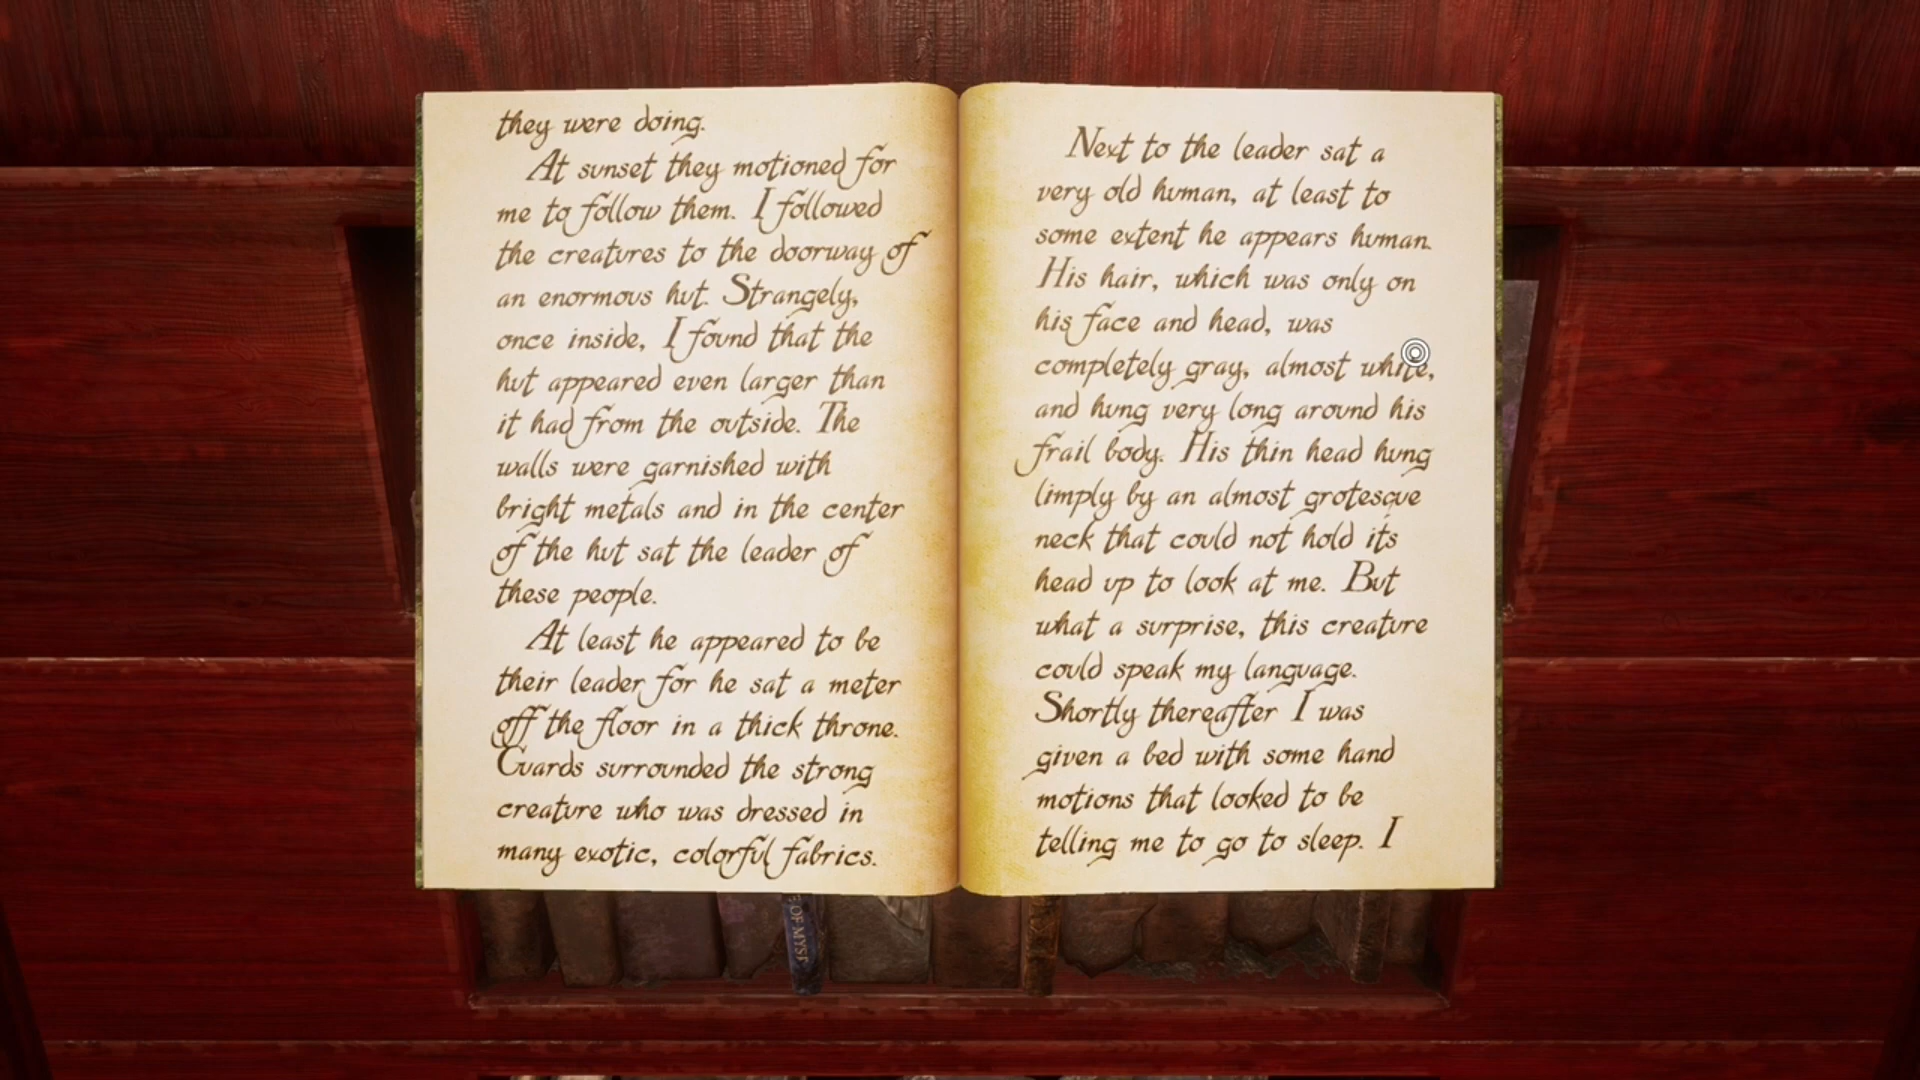 they were doing.
At sunset they motioned for
me to follow them. I followed
the creatures to the doorway of
an enormous hut. Strangely,
once inside, I found that the
hut appeared even larger than
it had from the outside. The
walls were garnished with
bright metals and in the center
of the hut sat the leader of
these people.
At least he appeared to be
their leader for he sat a meter
off the floor in a thick throne.
Guards surrounded the strong
creature who was dressed in
many exotic, colorful fabrics.
Next to the leader sat a
very old human, at least to
some extent he appears human.
His hair, which was only on
his face and head, was
completely gray, almost white,
and hung very long around his
frail body. His thin head hung
limply by an almost grotesque
neck that could not hold its
head up to look at me. But
what a surprise, this creature
could speak my language.
Shortly thereafter I was
given a bed with some hand
motions that looked to be
telling me to go to sleep. I
OF MYST